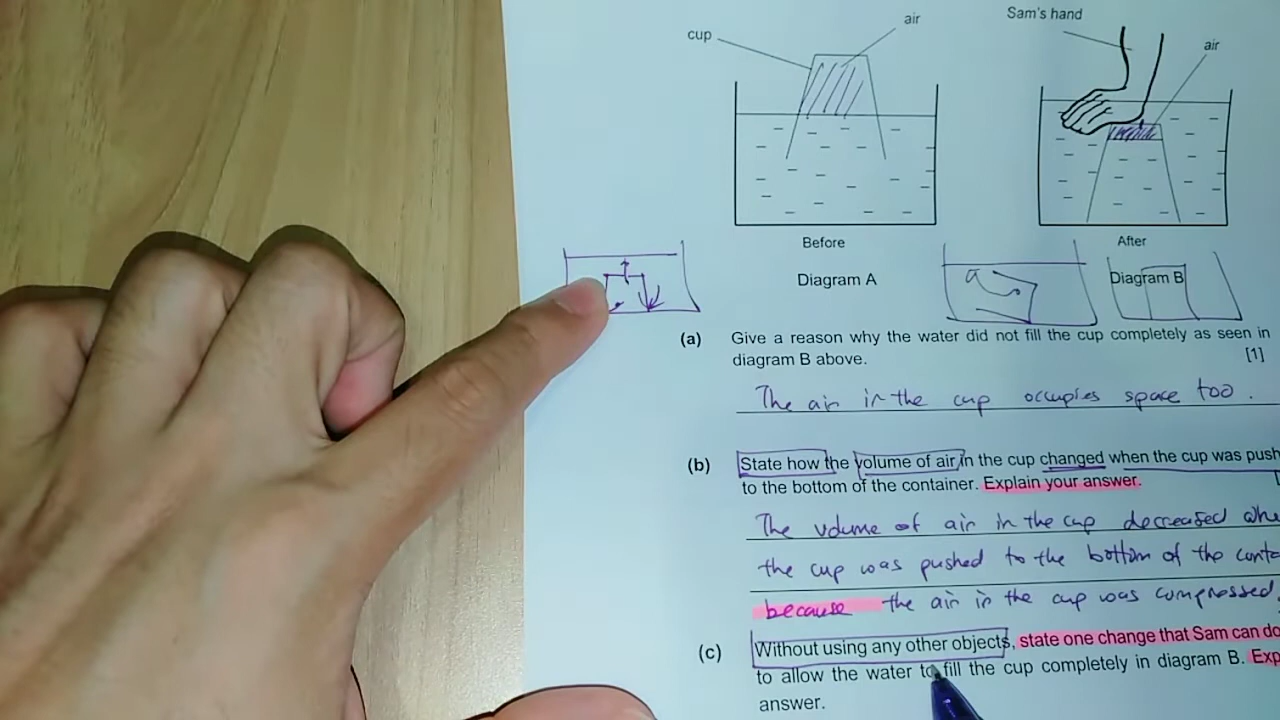 cup
air
Sam's hand
air
Before
After
Diagram A
Diagram B
(a) Give a reason why the water did not fill the cup completely as seen in
diagram B above. [1]
The air in the cup occupies space too.
(b) State how the volume of air in the cup changed when the cup was push
to the bottom of the container. Explain your answer.
The volume of air in the cup decreased whe
the cup was pushed to the bottom of the conta
because the air in the cup was compressed.
(c) Without using any other objects, state one change that Sam can do
to allow the water to fill the cup completely in diagram B. Exp
answer.